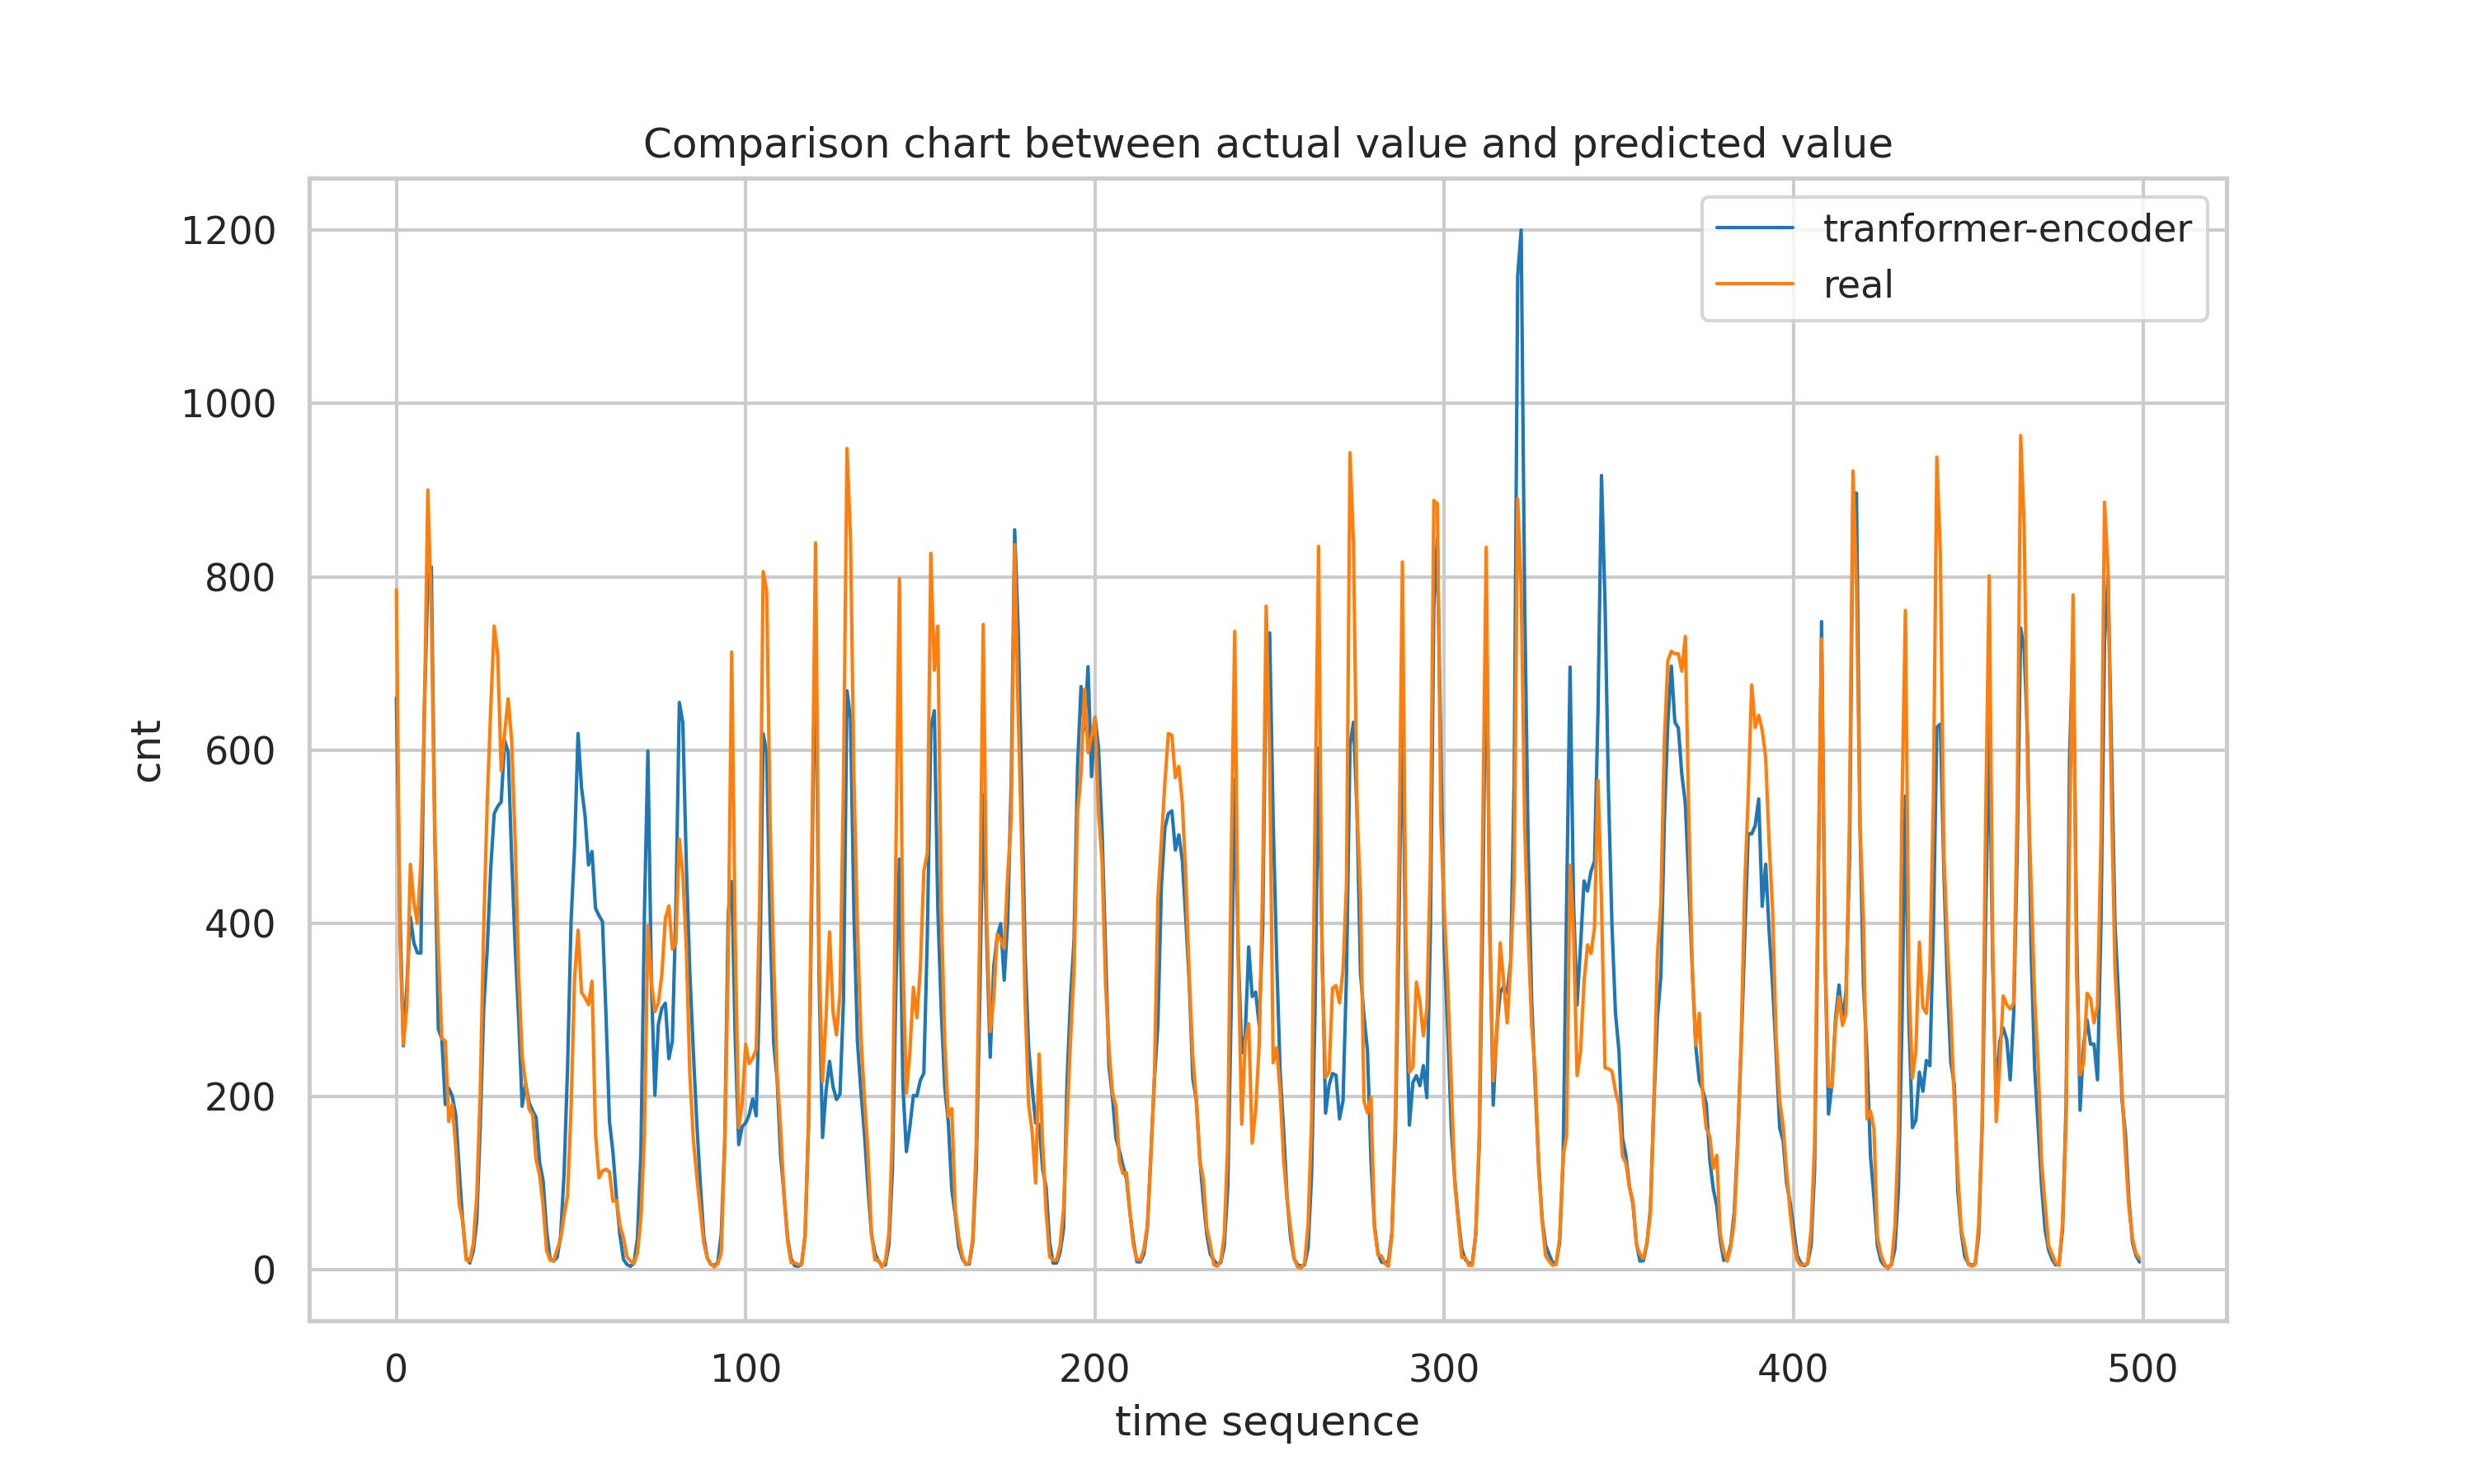 Comparison chart between actual value and predicted value
tranformer-encoder
real
1200
1000
800
600
400
200
0
cnt
0 100 200 300 400 500
time sequence